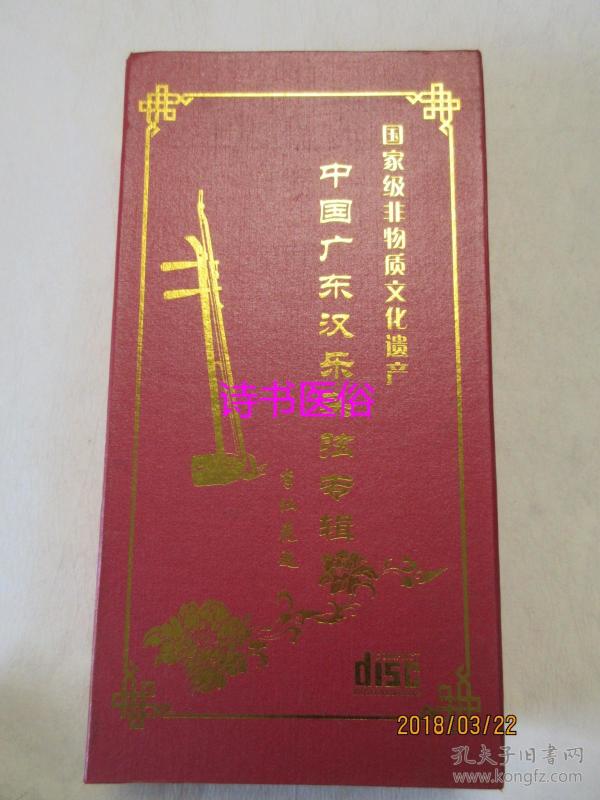 国家级非物质文化遗产
中国广东汉乐 弦专辑
诗书医俗
disc
2018/03/22
孔夫子旧书网
www.kongfz.com